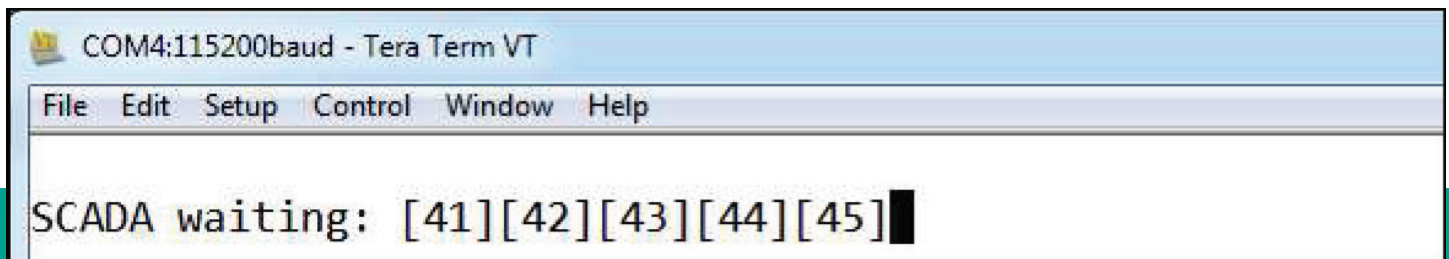 COM4:115200baud - Tera Term VT
File Edit Setup Control Window Help
SCADA waiting: [41][42][43][44][45]